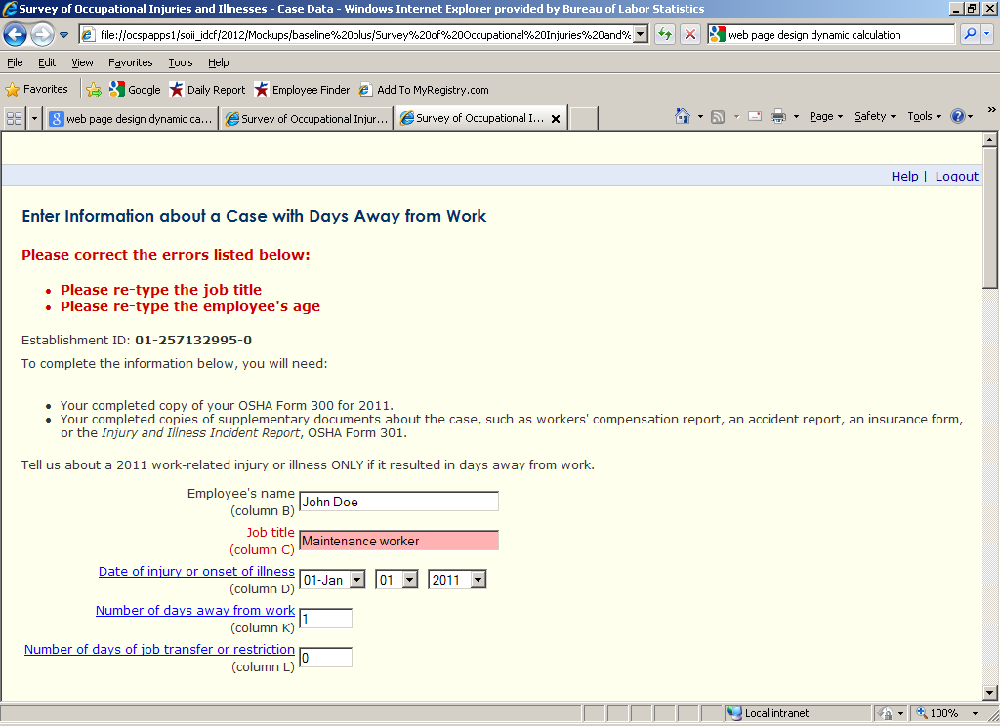 Survey of Occupational Injuries and Illnesses - Case Data - Windows Internet Explorer provided by Bureau of Labor Statistics
file://ocspapps1/soii_idcf/2012/Mockups/baseline%20plus/Survey%20of%20Occupational%20Injuries%20and%
web page design dynamic calculation
File Edit View Favorites Tools Help
Favorites Google Daily Report Employee Finder Add To MyRegistry.com
web page design dynamic ca... Survey of Occupational Injur... Survey of Occupational I... Page Safety Tools »
Help | Logout
Enter Information about a Case with Days Away from Work
Please correct the errors listed below:
• Please re-type the job title
• Please re-type the employee's age
Establishment ID: 01-257132995-0
To complete the information below, you will need:
• Your completed copy of your OSHA Form 300 for 2011.
• Your completed copies of supplementary documents about the case, such as workers' compensation report, an accident report, an insurance form,
or the Injury and Illness Incident Report, OSHA Form 301.
Tell us about a 2011 work-related injury or illness ONLY if it resulted in days away from work.
Employee's name
(column B)
John Doe
Job title
(column C)
Maintenance worker
Date of injury or onset of illness
(column D)
01-Jan 01 2011
Number of days away from work
(column K)
1
Number of days of job transfer or restriction
(column L)
0
Local intranet 100%